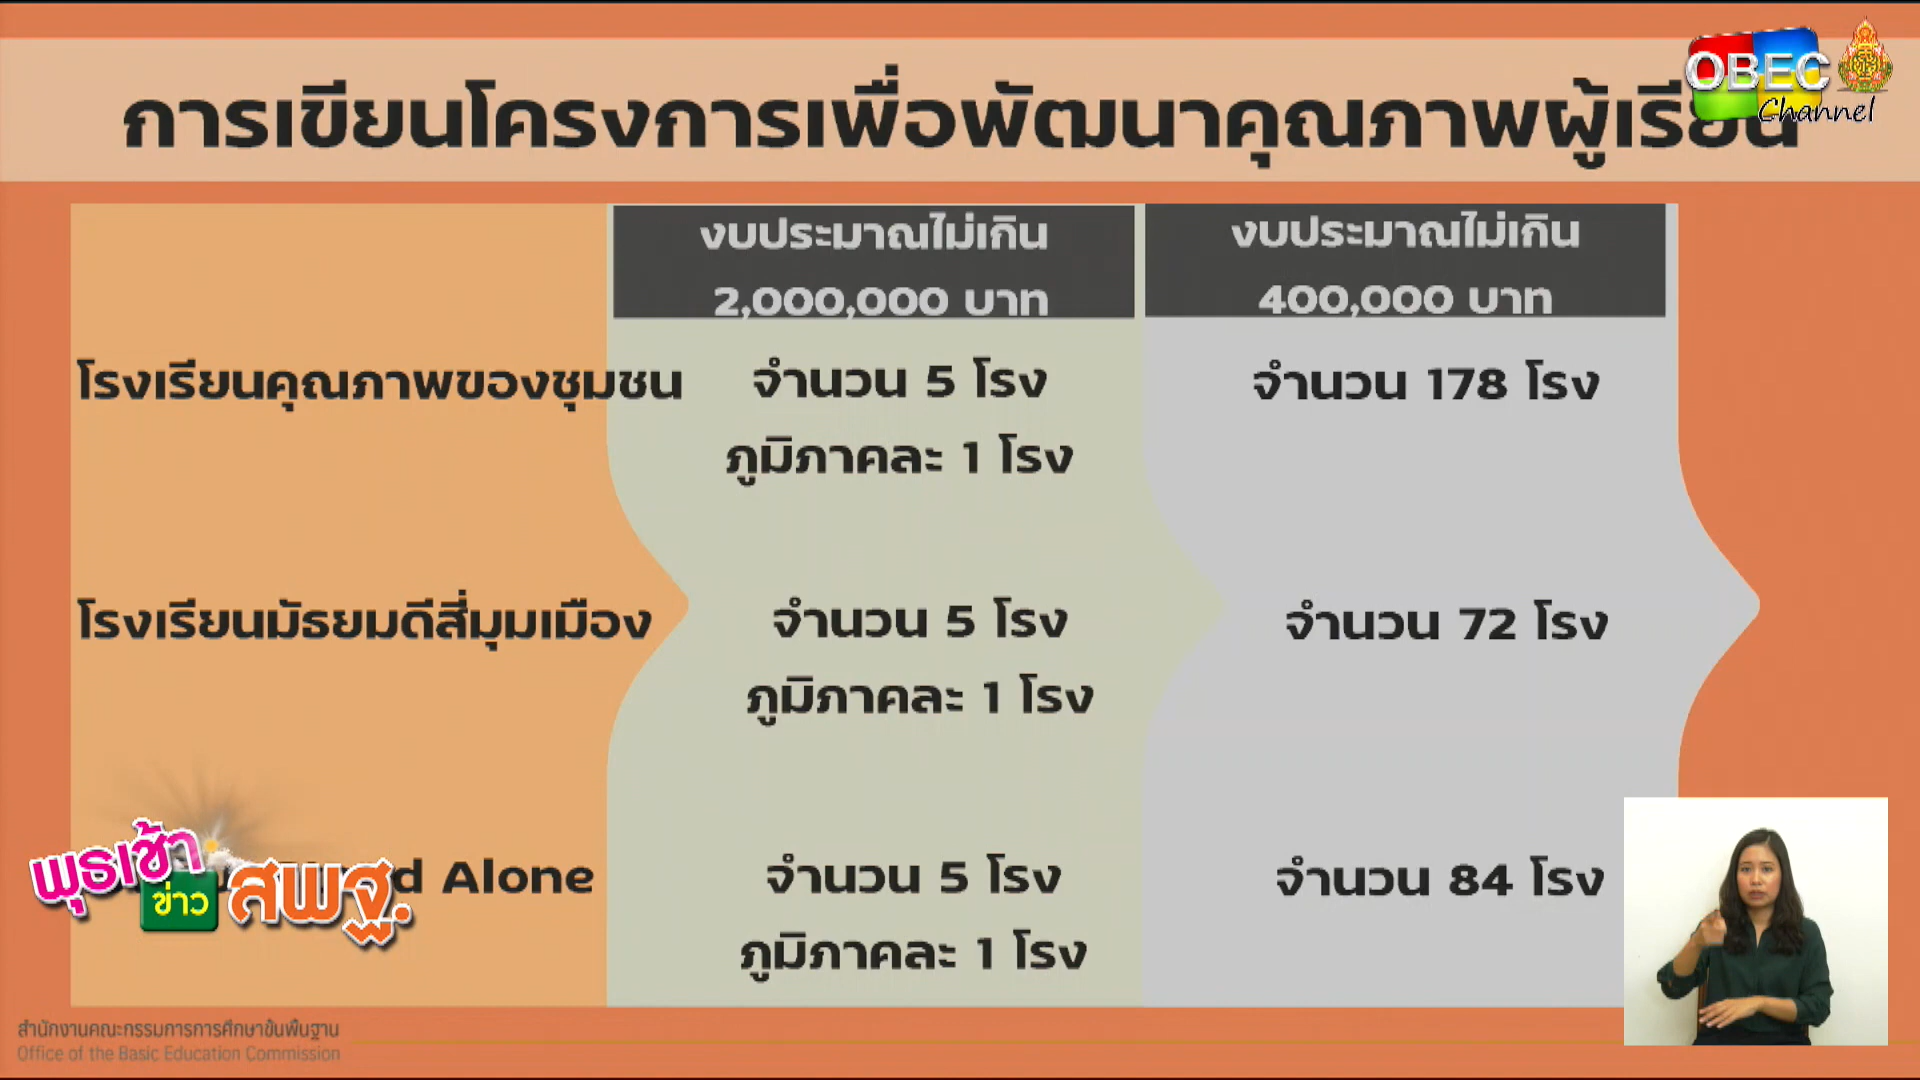 OBEC
Channel
การเขียนโครงการเพื่อพัฒนาคุณภาพผู้เรียน
งบประมาณไม่เกิน
2,000,000 บาท
งบประมาณไม่เกิน
400,000 บาท
โรงเรียนคุณภาพของชุมชน
จำนวน 5 โรง
ภูมิภาคละ 1 โรง
จำนวน 178 โรง
โรงเรียนมัธยมดีสี่มุมเมือง
จำนวน 5 โรง
ภูมิภาคละ 1 โรง
จำนวน 72 โรง
Alone
จำนวน 5 โรง
ภูมิภาคละ 1 โรง
จำนวน 84 โรง
พุธเช้า
ข่าว
สพฐ.
สำนักงานคณะกรรมการการศึกษาขั้นพื้นฐาน
Office of the Basic Education Commission